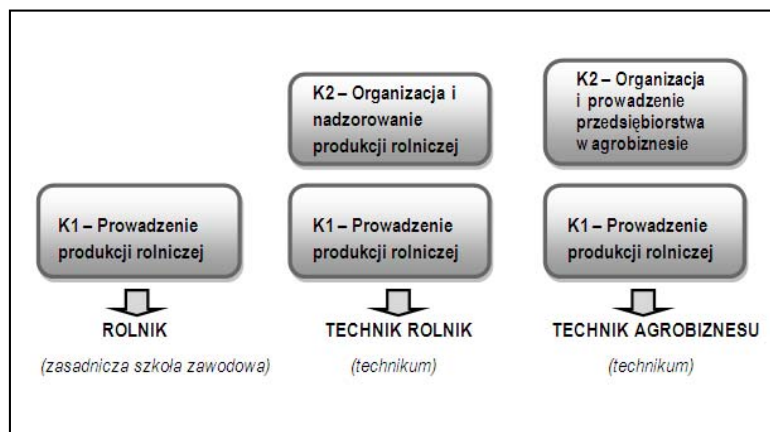 K2 – Organizacja i
nadzorowanie
produkcji rolniczej
K2 – Organizacja
i prowadzenie
przedsiębiorstwa
w agrobiznesie
K1 – Prowadzenie
produkcji rolniczej
K1 – Prowadzenie
produkcji rolniczej
K1 – Prowadzenie
produkcji rolniczej
ROLNIK
(zasadnicza szkoła zawodowa)
TECHNIK ROLNIK
(technikum)
TECHNIK AGROBIZNESU
(technikum)